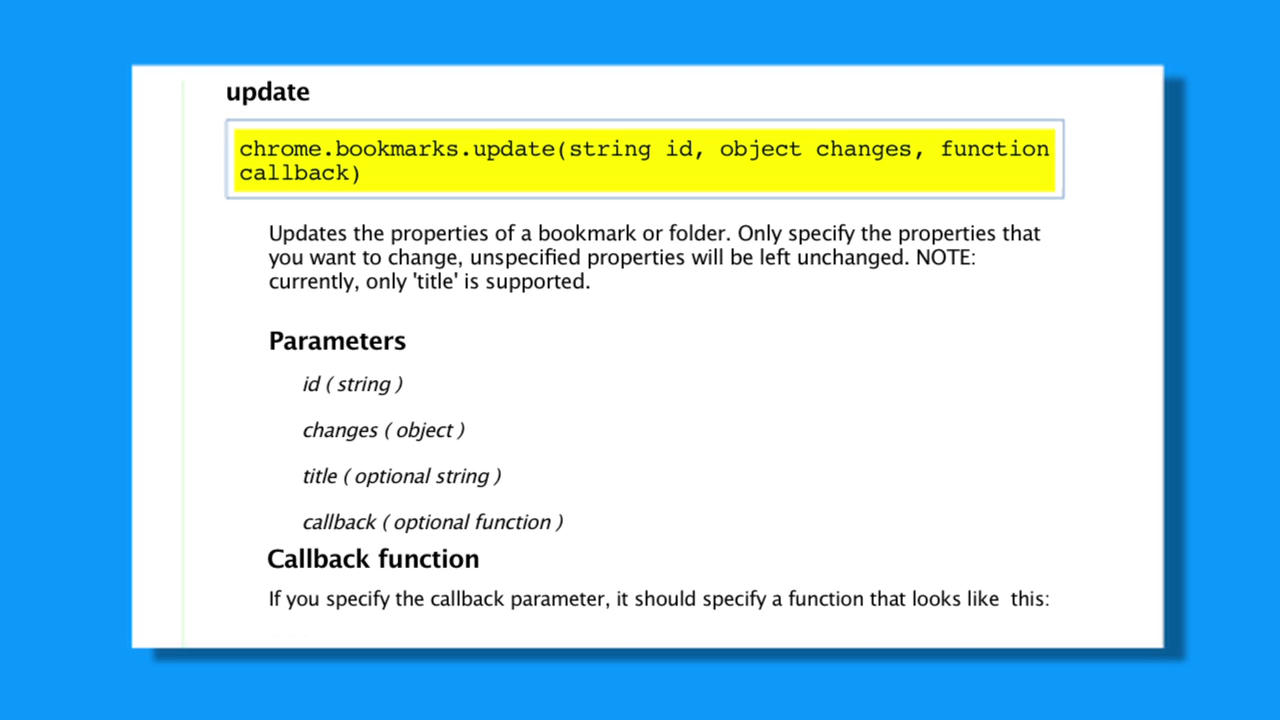 update
chrome.bookmarks.update(string id, object changes, function
callback)
Updates the properties of a bookmark or folder. Only specify the properties that
you want to change, unspecified properties will be left unchanged. NOTE:
currently, only 'title' is supported.
Parameters
id ( string )
changes ( object )
title ( optional string )
callback ( optional function )
Callback function
If you specify the callback parameter, it should specify a function that looks like  this: